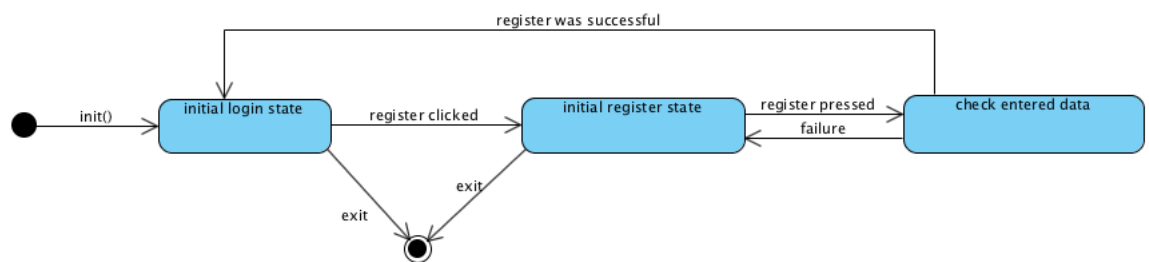 register was successful
init()
initial login state
register clicked
initial register state
register pressed
check entered data
failure
exit
exit